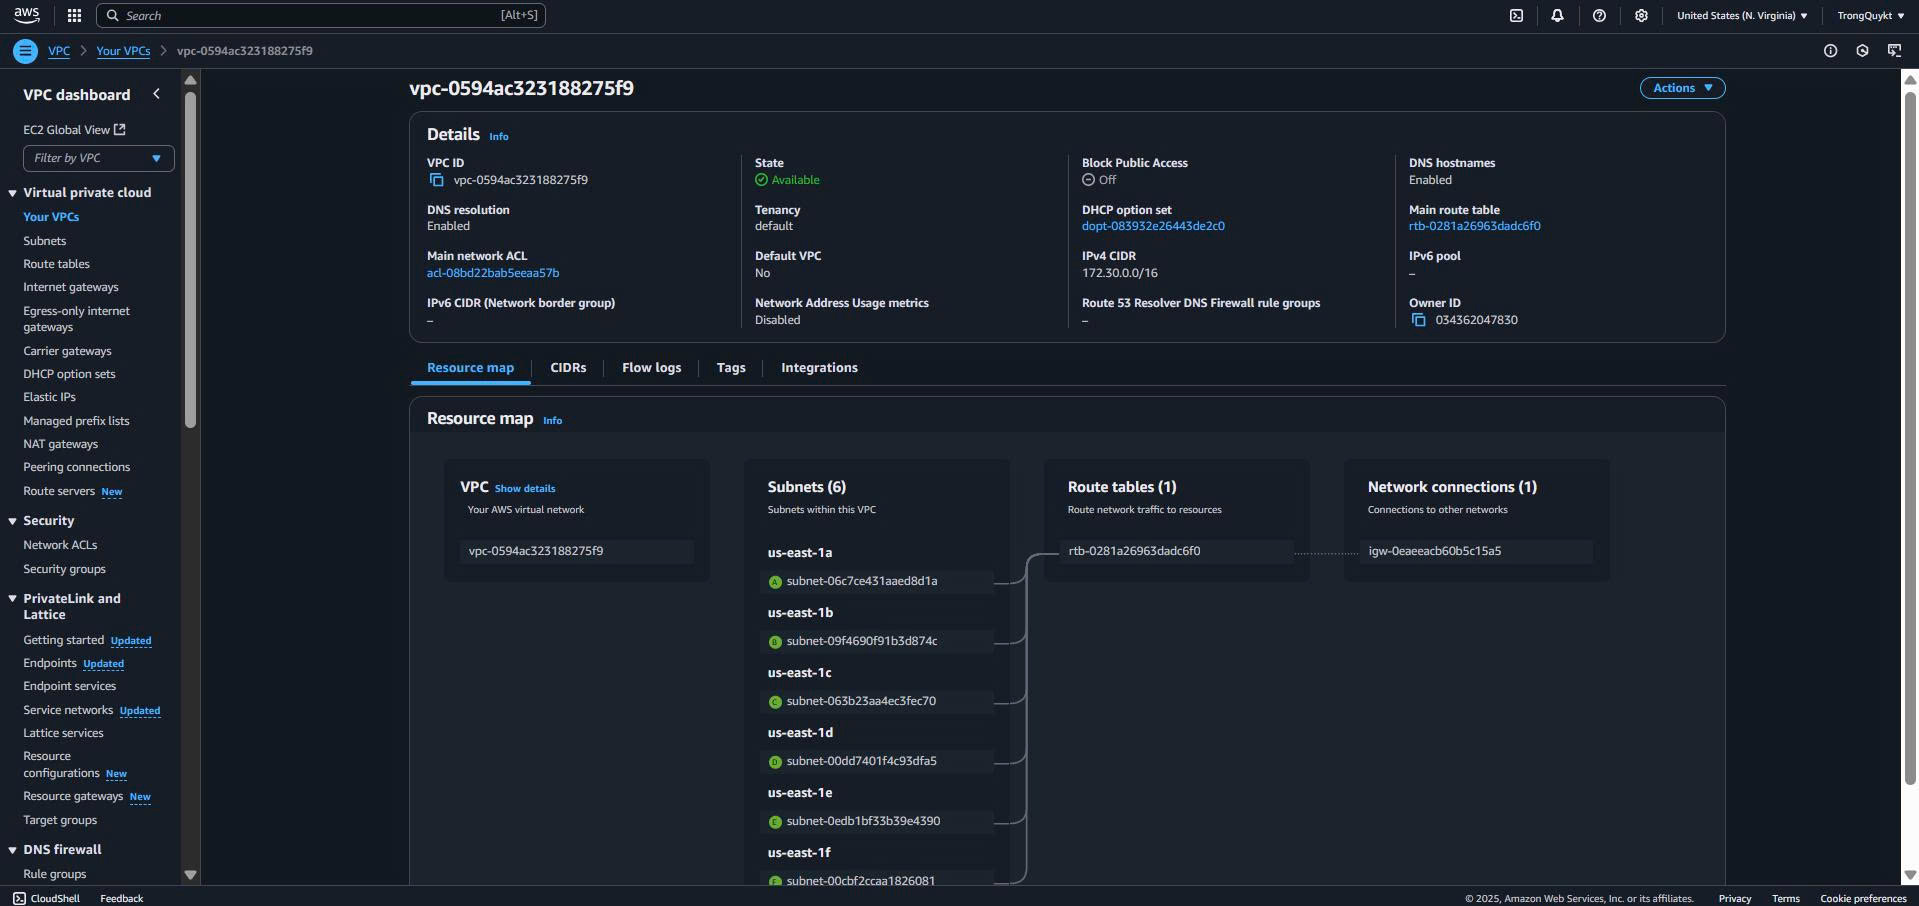 aws
Search [Alt+S]
United States (N. Virginia)
TrongQuykt
VPC
Your VPCs
vpc-0594ac323188275f9
VPC dashboard
EC2 Global View
Filter by VPC
Virtual private cloud
Your VPCs
Subnets
Route tables
Internet gateways
Egress-only internet
gateways
Carrier gateways
DHCP option sets
Elastic IPs
Managed prefix lists
NAT gateways
Peering connections
Route servers New
Security
Network ACLs
Security groups
PrivateLink and
Lattice
Getting started Updated
Endpoints Updated
Endpoint services
Service networks Updated
Lattice services
Resource
configurations New
Resource gateways New
Target groups
DNS firewall
Rule groups
vpc-0594ac323188275f9
Actions
Details Info
VPC ID
vpc-0594ac323188275f9
State
Available
Block Public Access
Off
DNS hostnames
Enabled
DNS resolution
Enabled
Tenancy
default
DHCP option set
dopt-083932e26443de2c0
Main route table
rtb-0281a26963dadc6f0
Main network ACL
acl-08bd22bab5eeaa57b
Default VPC
No
IPv4 CIDR
172.30.0.0/16
IPv6 pool
–
IPv6 CIDR (Network border group)
–
Network Address Usage metrics
Disabled
Route 53 Resolver DNS Firewall rule groups
–
Owner ID
034362047830
Resource map
CIDRs
Flow logs
Tags
Integrations
Resource map Info
VPC Show details
Your AWS virtual network
vpc-0594ac323188275f9
Subnets (6)
Subnets within this VPC
us-east-1a
A subnet-06c7ce431aaed8d1a
us-east-1b
B subnet-09f4690f91b3d874c
us-east-1c
C subnet-063b23aa4ec3fec70
us-east-1d
D subnet-00dd7401f4c93dfa5
us-east-1e
E subnet-0edb1bf33b39e4390
us-east-1f
F subnet-00cbf2ccaa1826081
Route tables (1)
Route network traffic to resources
rtb-0281a26963dadc6f0
Network connections (1)
Connections to other networks
igw-0eaeeacb60b5c15a5
CloudShell
Feedback
© 2025, Amazon Web Services, Inc. or its affiliates.
Privacy
Terms
Cookie preferences